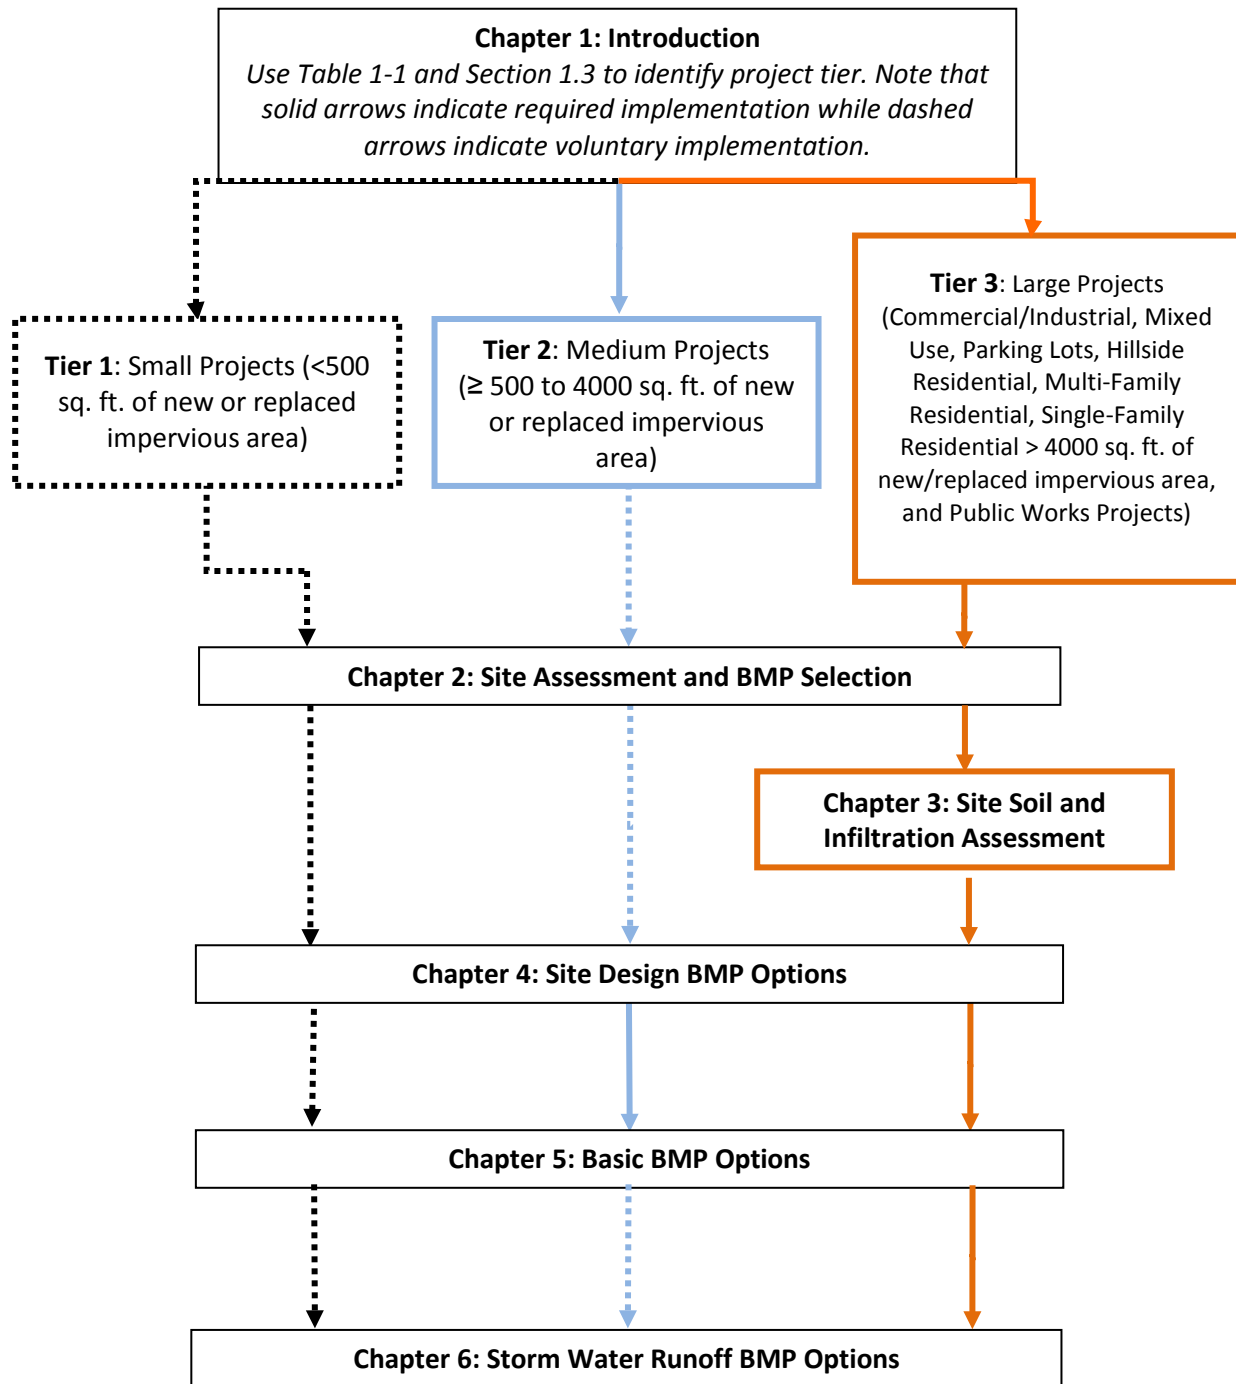 Chapter 1: Introduction
Use Table 1-1 and Section 1.3 to identify project tier. Note that
solid arrows indicate required implementation while dashed
arrows indicate voluntary implementation.
Tier 1: Small Projects (<500
sq. ft. of new or replaced
impervious area)
Tier 2: Medium Projects
(≥ 500 to 4000 sq. ft. of new
or replaced impervious
area)
Tier 3: Large Projects
(Commercial/Industrial, Mixed
Use, Parking Lots, Hillside
Residential, Multi-Family
Residential, Single-Family
Residential > 4000 sq. ft. of
new/replaced impervious area,
and Public Works Projects)
Chapter 2: Site Assessment and BMP Selection
Chapter 3: Site Soil and
Infiltration Assessment
Chapter 4: Site Design BMP Options
Chapter 5: Basic BMP Options
Chapter 6: Storm Water Runoff BMP Options